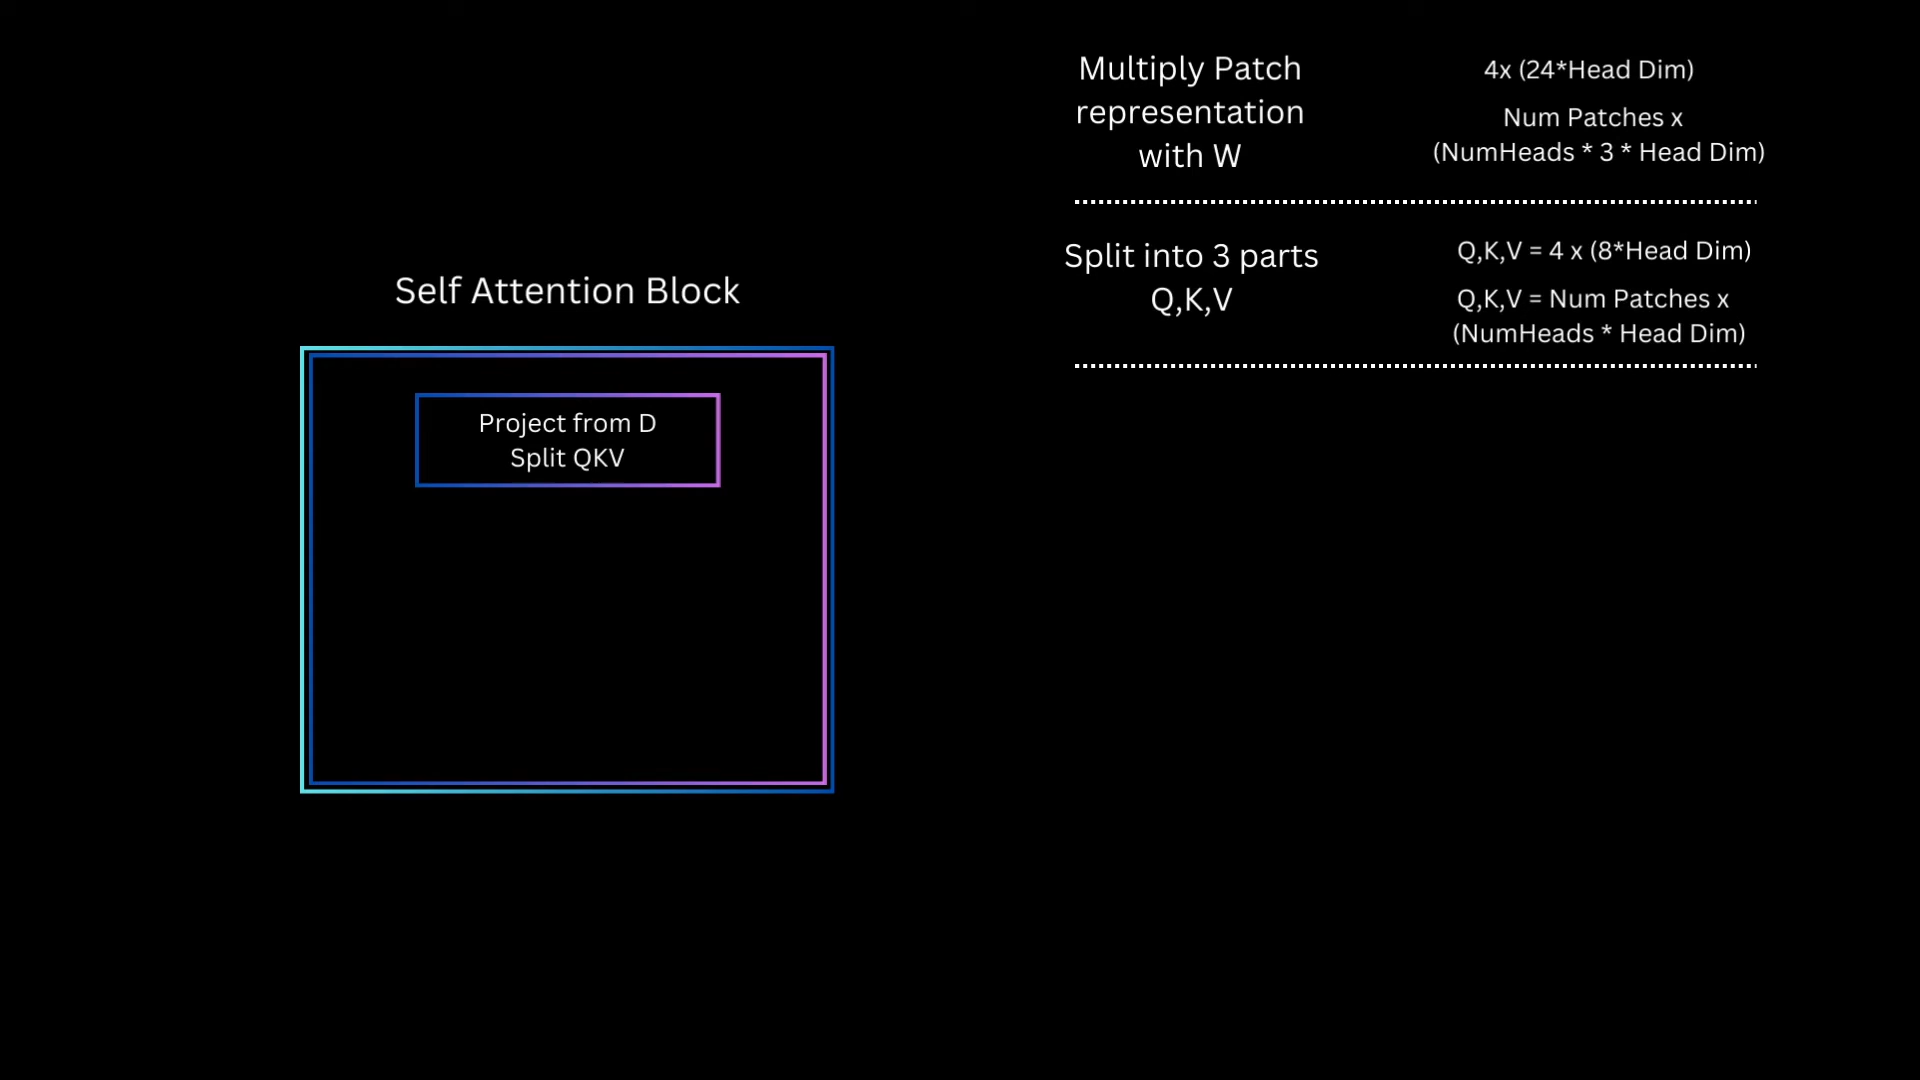 Self Attention Block
Project from D
Split QKV
Multiply Patch
representation
with W
4x (24*Head Dim)
Num Patches x
(NumHeads * 3 * Head Dim)
Split into 3 parts
Q,K,V
Q,K,V = 4 x (8*Head Dim)
Q,K,V = Num Patches x
(NumHeads * Head Dim)